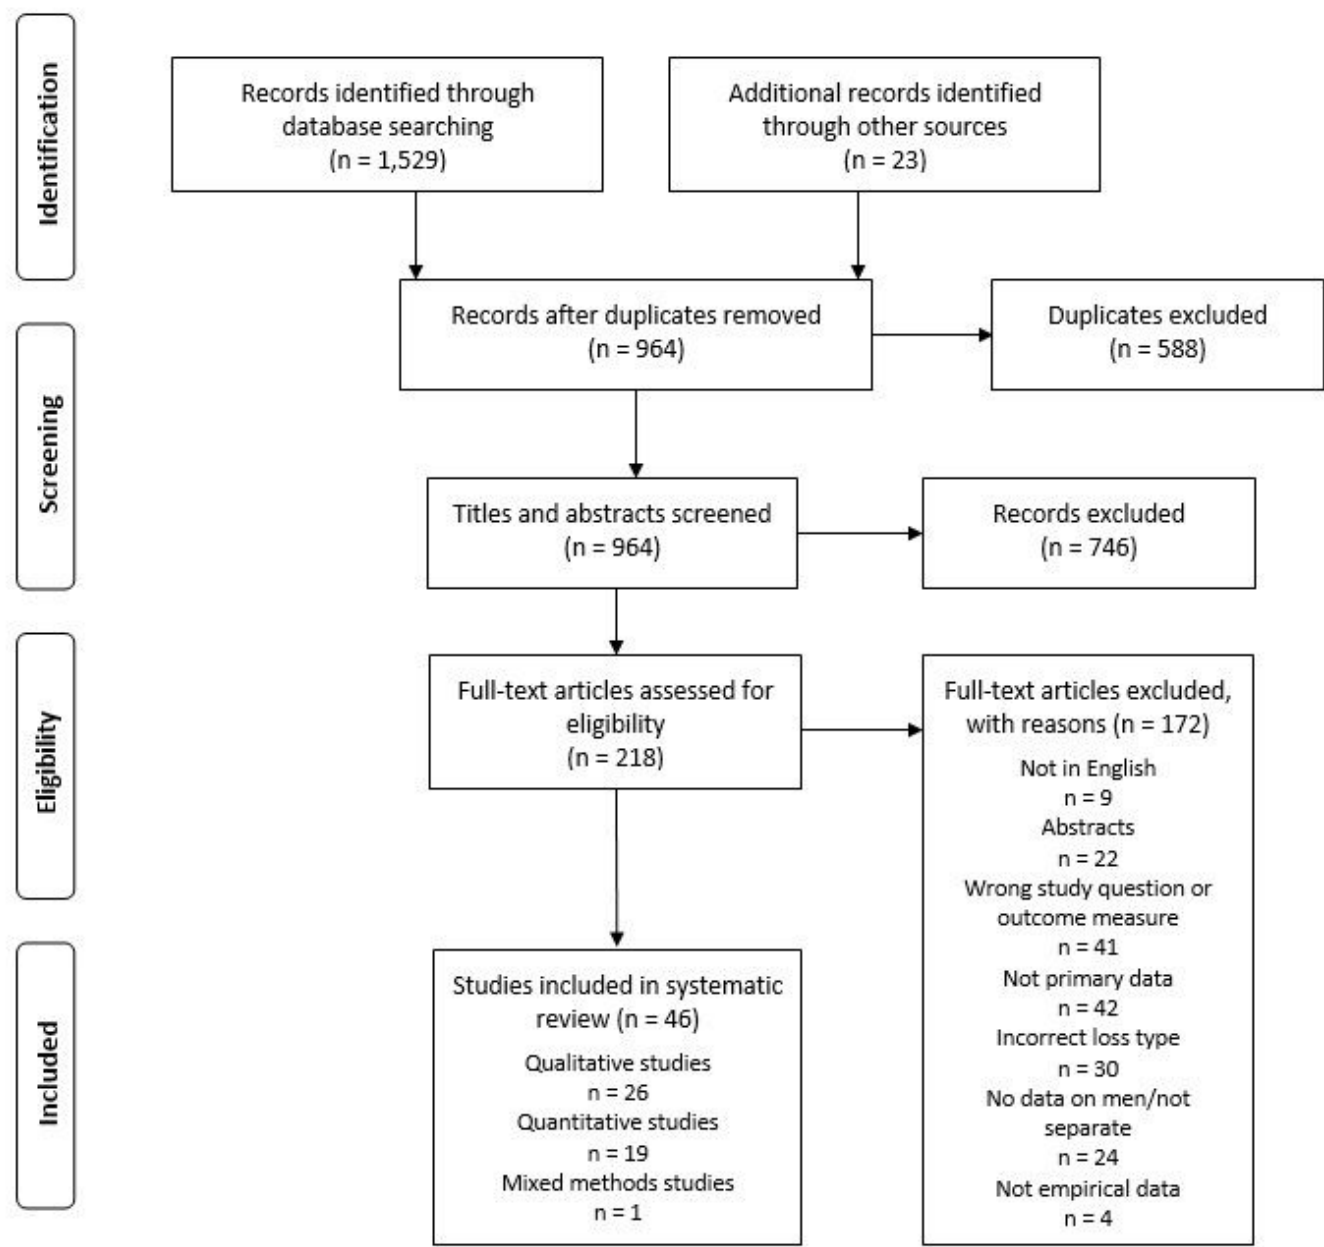 Identification
Records identified through
database searching
(n = 1,529)
Additional records identified
through other sources
(n = 23)
Records after duplicates removed
(n = 964)
Duplicates excluded
(n = 588)
Screening
Titles and abstracts screened
(n = 964)
Records excluded
(n = 746)
Eligibility
Full-text articles assessed for
eligibility
(n = 218)
Full-text articles excluded,
with reasons (n = 172)
Not in English
n = 9
Abstracts
n = 22
Wrong study question or
outcome measure
n = 41
Not primary data
n = 42
Incorrect loss type
n = 30
No data on men/not
separate
n = 24
Not empirical data
n = 4
Included
Studies included in systematic
review (n = 46)
Qualitative studies
n = 26
Quantitative studies
n = 19
Mixed methods studies
n = 1